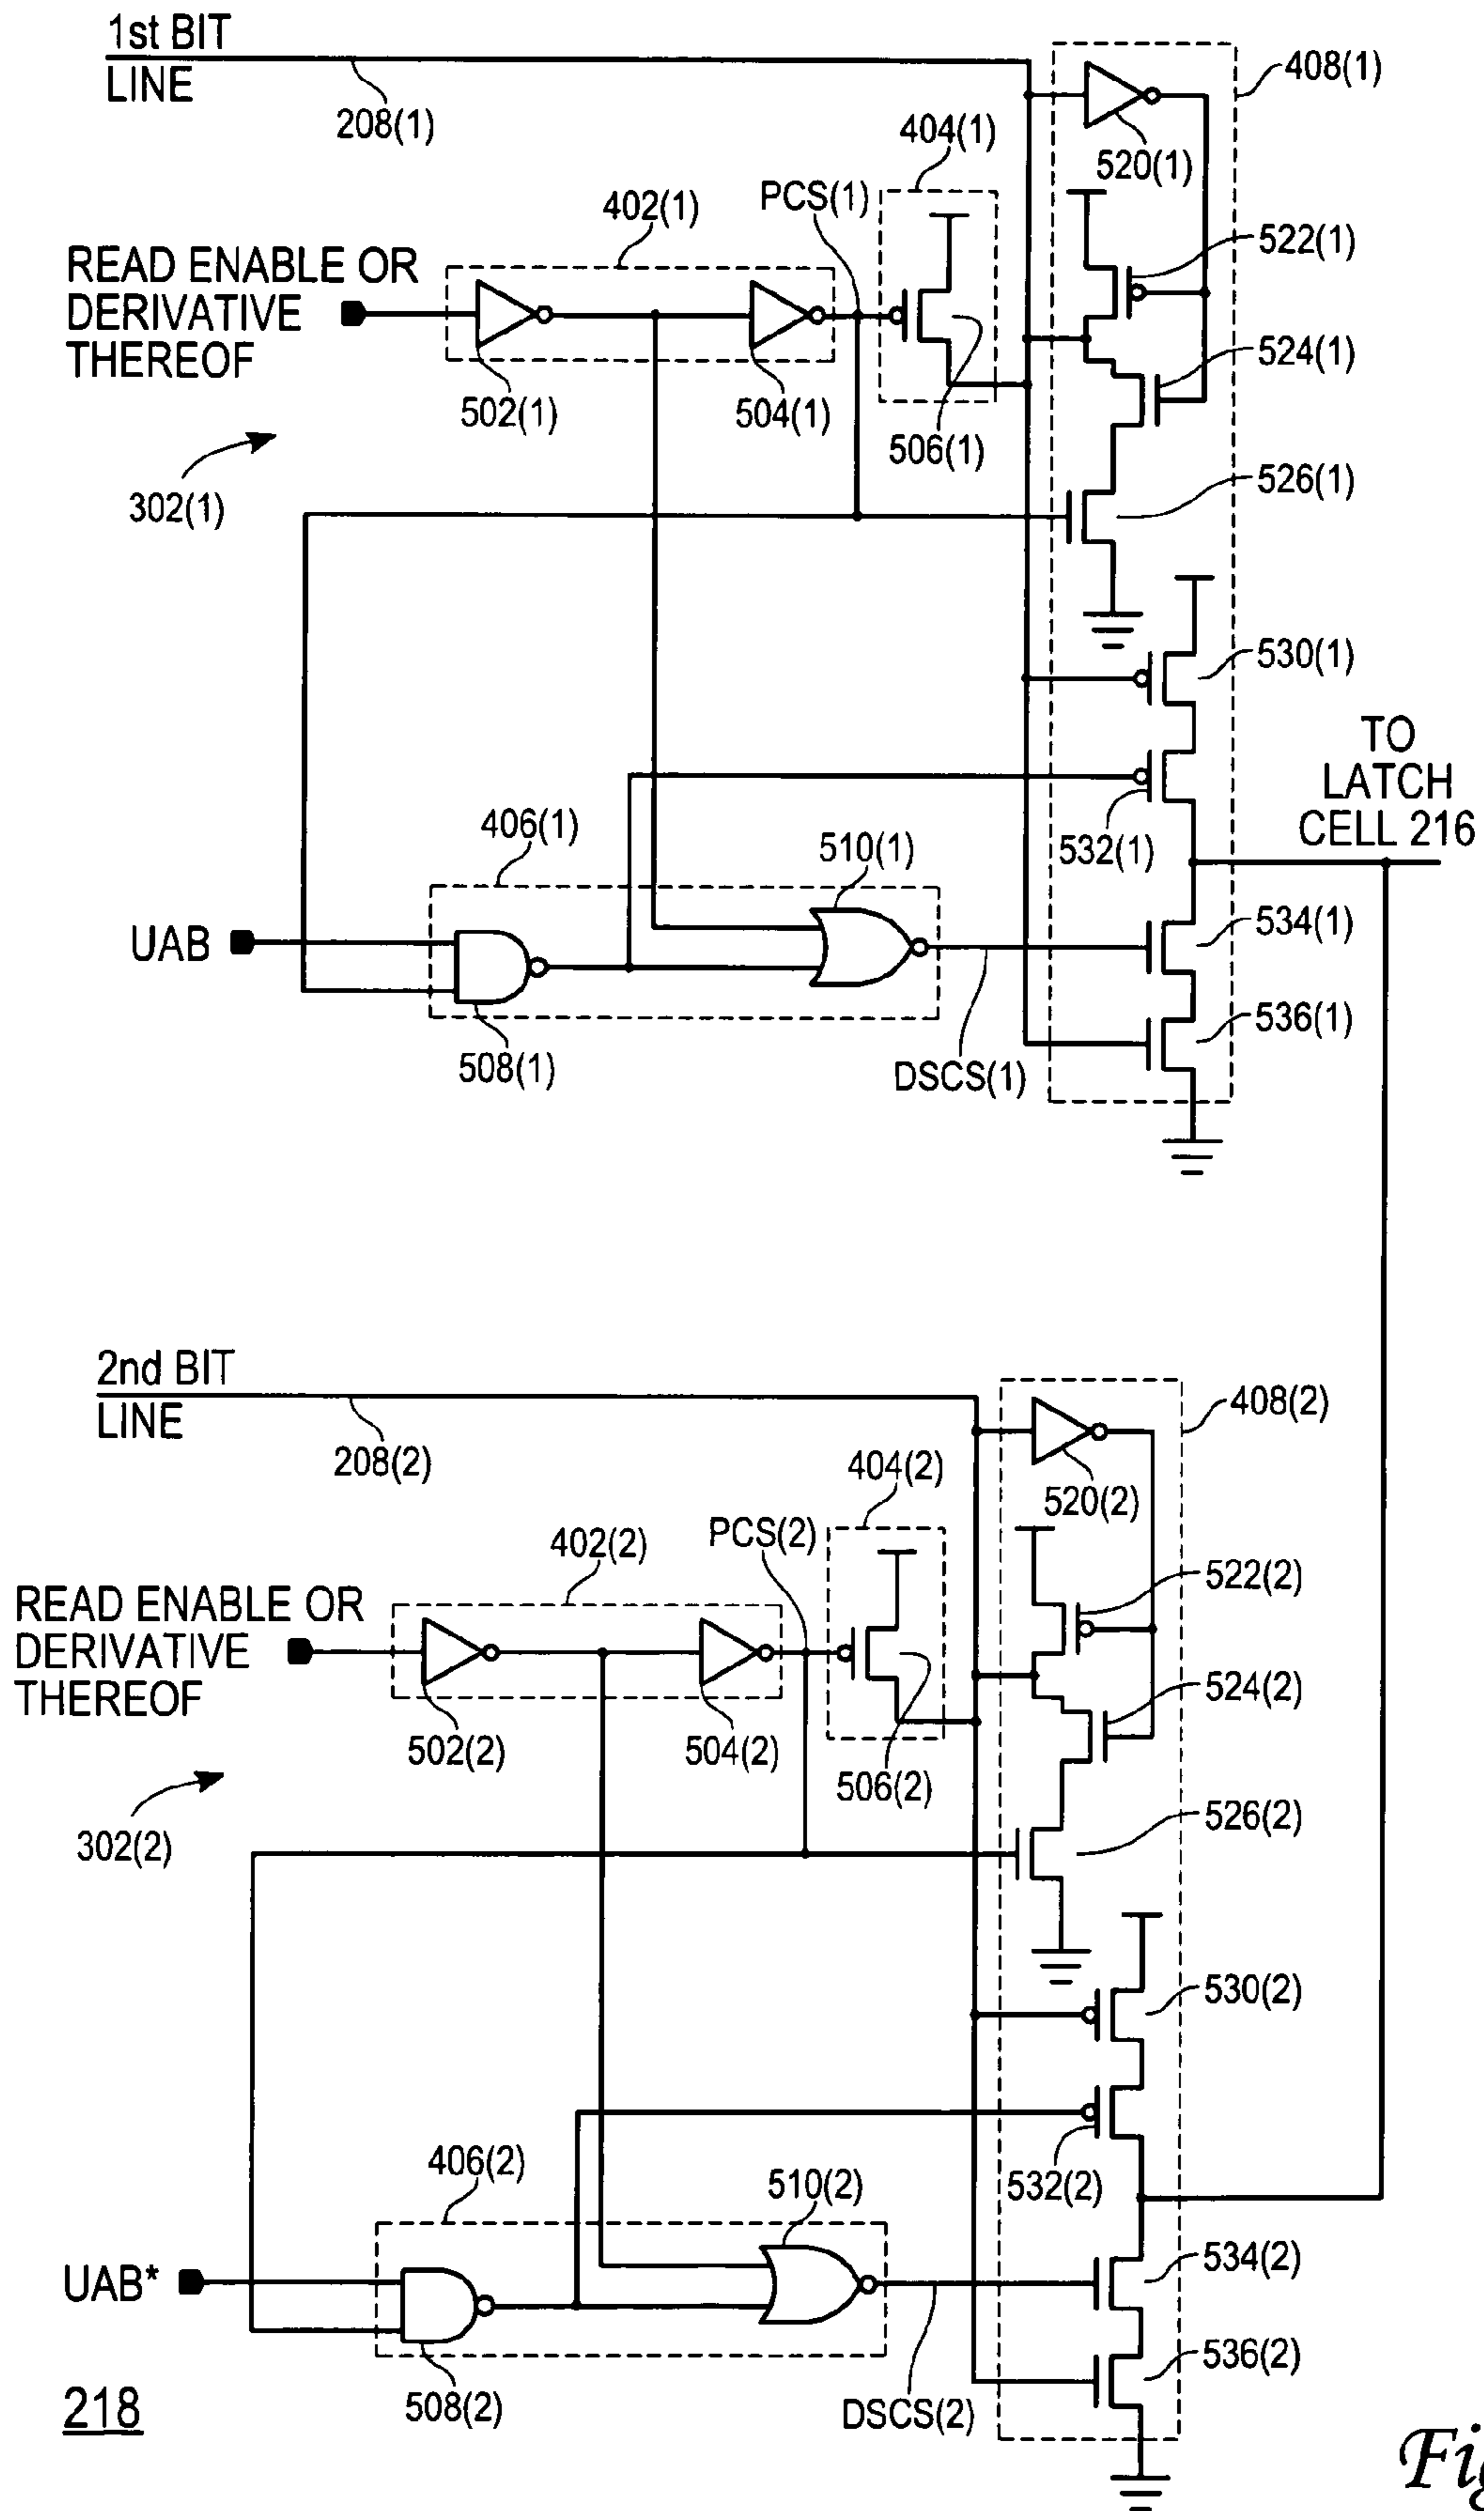 1st BIT
LINE
208(1)
408(1)
404(1)
520(1)
402(1)
PCS(1)
522(1)
READ ENABLE OR
DERIVATIVE
THEREOF
524(1)
502(1)
504(1)
506(1)
302(1)
526(1)
530(1)
TO
LATCH
CELL 216
406(1)
510(1)
532(1)
UAB
534(1)
536(1)
508(1)
DSCS(1)
2nd BIT
LINE
208(2)
408(2)
404(2)
520(2)
402(2)
PCS(2)
522(2)
READ ENABLE OR
DERIVATIVE
THEREOF
524(2)
502(2)
504(2)
506(2)
302(2)
526(2)
530(2)
406(2)
510(2)
532(2)
UAB*
534(2)
536(2)
508(2)
DSCS(2)
218